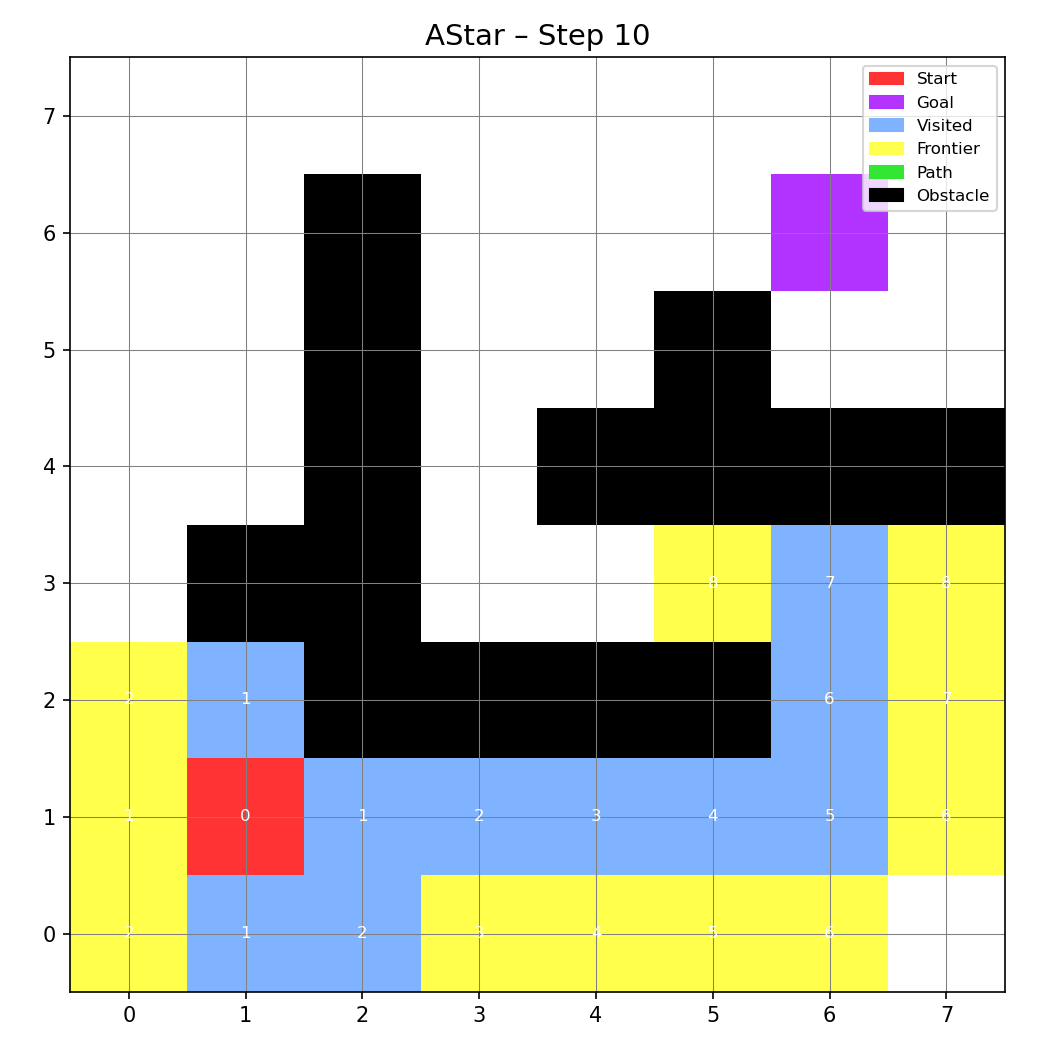 AStar – Step 10
Start
Goal
Visited
Frontier
Path
Obstacle
7
6
5
4
3
2
1
0
8 7 8
2 1 6 7
1 0 1 2 3 4 5 6
2 1 2 3 4 5 6
0 1 2 3 4 5 6 7